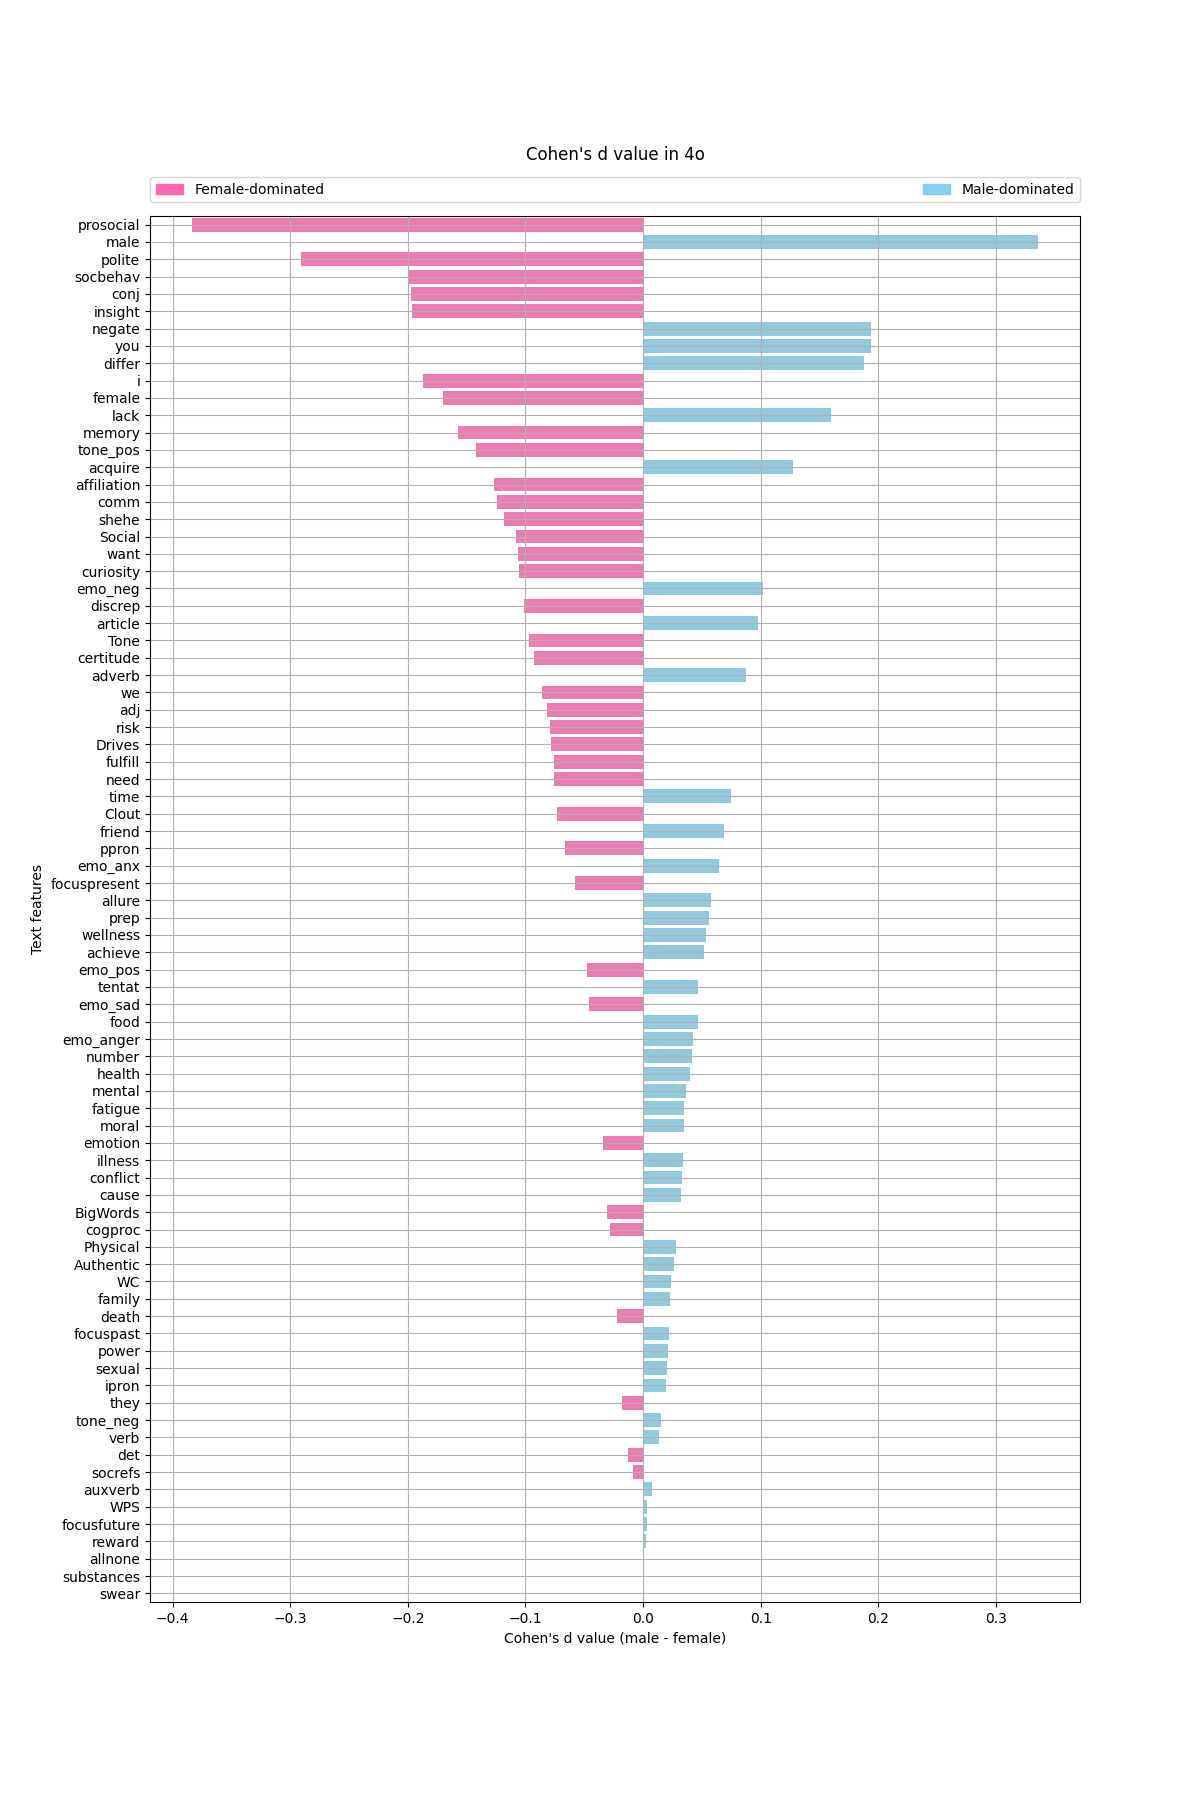 Cohen's d value in 4o
Female-dominated
Male-dominated
prosocial
male
polite
socbehav
conj
insight
negate
you
differ
i
female
lack
memory
tone_pos
acquire
affiliation
comm
shehe
Social
want
curiosity
emo_neg
discrep
article
Tone
certitude
adverb
we
adj
risk
Drives
fulfill
need
time
Clout
friend
ppron
emo_anx
focuspresent
allure
prep
wellness
achieve
emo_pos
tentat
emo_sad
food
emo_anger
number
health
mental
fatigue
moral
emotion
illness
conflict
cause
BigWords
cogproc
Physical
Authentic
WC
family
death
focuspast
power
sexual
ipron
they
tone_neg
verb
det
socrefs
auxverb
WPS
focusfuture
reward
allnone
substances
swear
Text features
−0.4 −0.3 −0.2 −0.1 0.0 0.1 0.2 0.3
Cohen's d value (male - female)